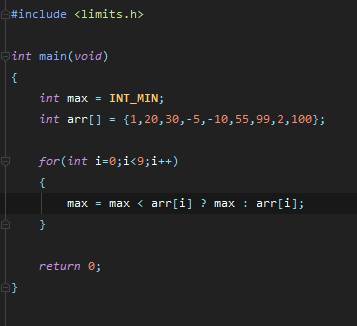 #include <limits.h>
int main(void)
{
int max = INT_MIN;
int arr[] = {1,20,30,-5,-10,55,99,2,100};
for(int i=0;i<9;i++)
{
max = max < arr[i] ? max : arr[i];
}
return 0;
}